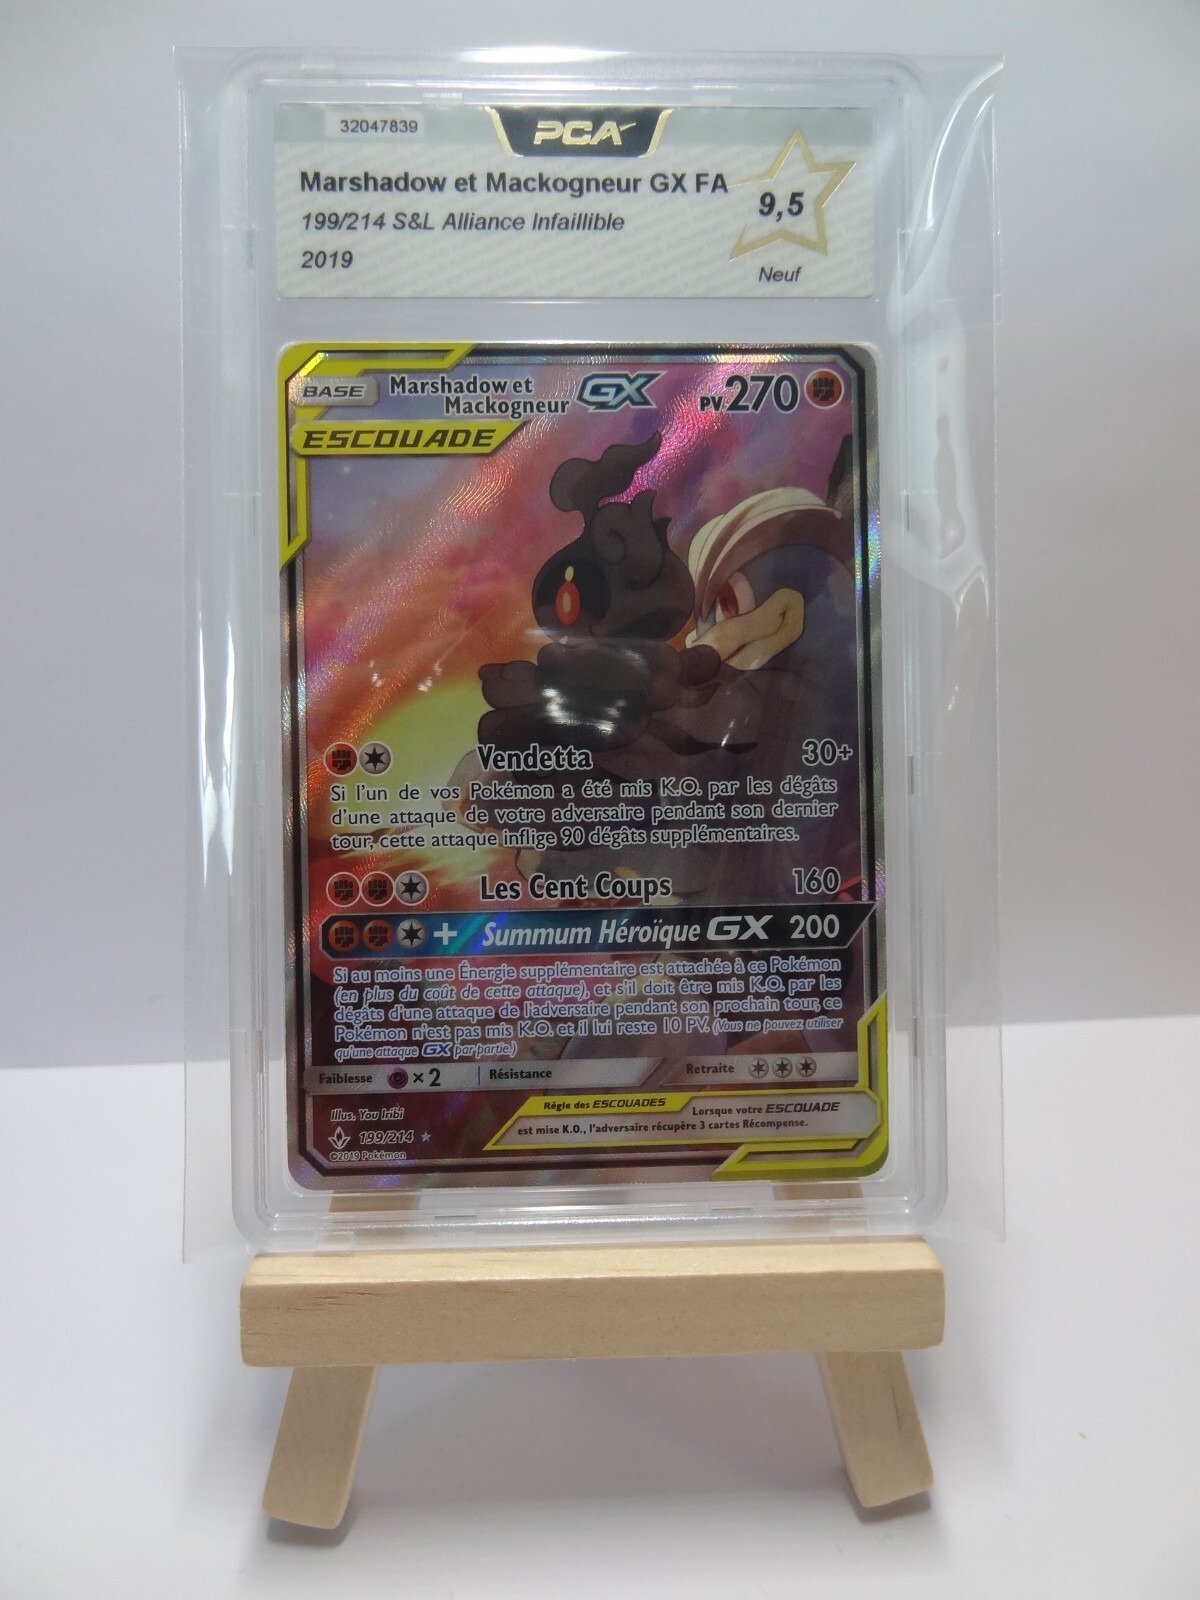 32047839
PCA
Marshadow et Mackogneur GX FA
199/214 S&L Alliance Infaillible
2019
9,5
Neuf
BASE
Marshadow et
Mackogneur
GX
PV270
ESCOUADE
Vendetta 30+
Si l'un de vos Pokémon a été mis K.O. par les dégâts
d'une attaque de votre adversaire pendant son dernier
tour, cette attaque inflige 90 dégâts supplémentaires.
Les Cent Coups 160
+ Summum Héroïque GX 200
Si au moins une Énergie supplémentaire est attachée à ce Pokémon
(en plus du coût de cette attaque), et s'il doit être mis K.O. par les
dégâts d'une attaque de l'adversaire pendant son prochain tour, ce
Pokémon n'est pas mis K.O. et il lui reste 10 PV. (Vous ne pouvez utiliser
qu'une attaque GX par partie.)
Faiblesse ×2 Résistance Retraite
Illus. You Iribi
199/214
©2019 Pokémon
Règle des ESCOUADES
Lorsque votre ESCOUADE
est mise K.O., l'adversaire récupère 3 cartes Récompense.